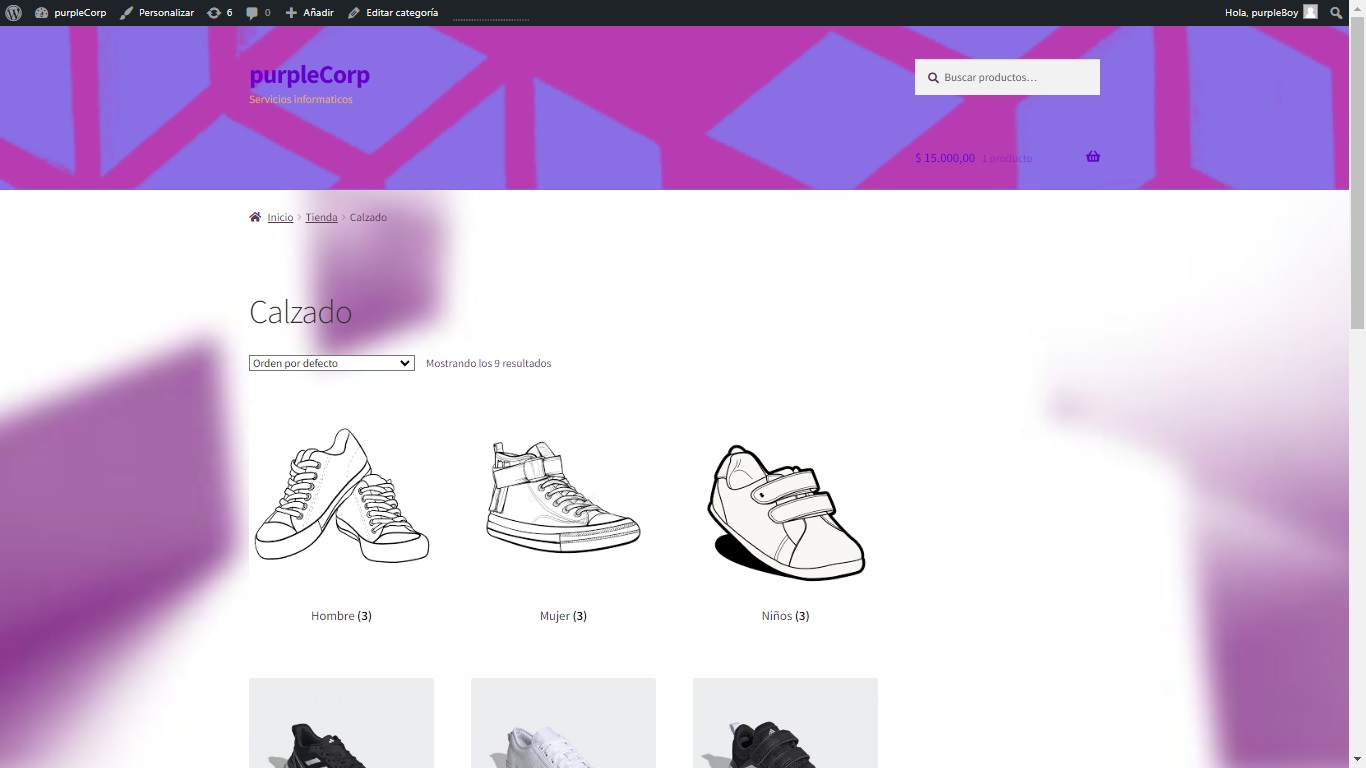 purpleCorp Personalizar 6 0 Añadir Editar categoría Hola, purpleBoy
purpleCorp
Servicios informaticos
Buscar productos…
$ 15.000,00 1 producto
Inicio Tienda Calzado
Calzado
Orden por defecto Mostrando los 9 resultados
Hombre (3) Mujer (3) Niños (3)